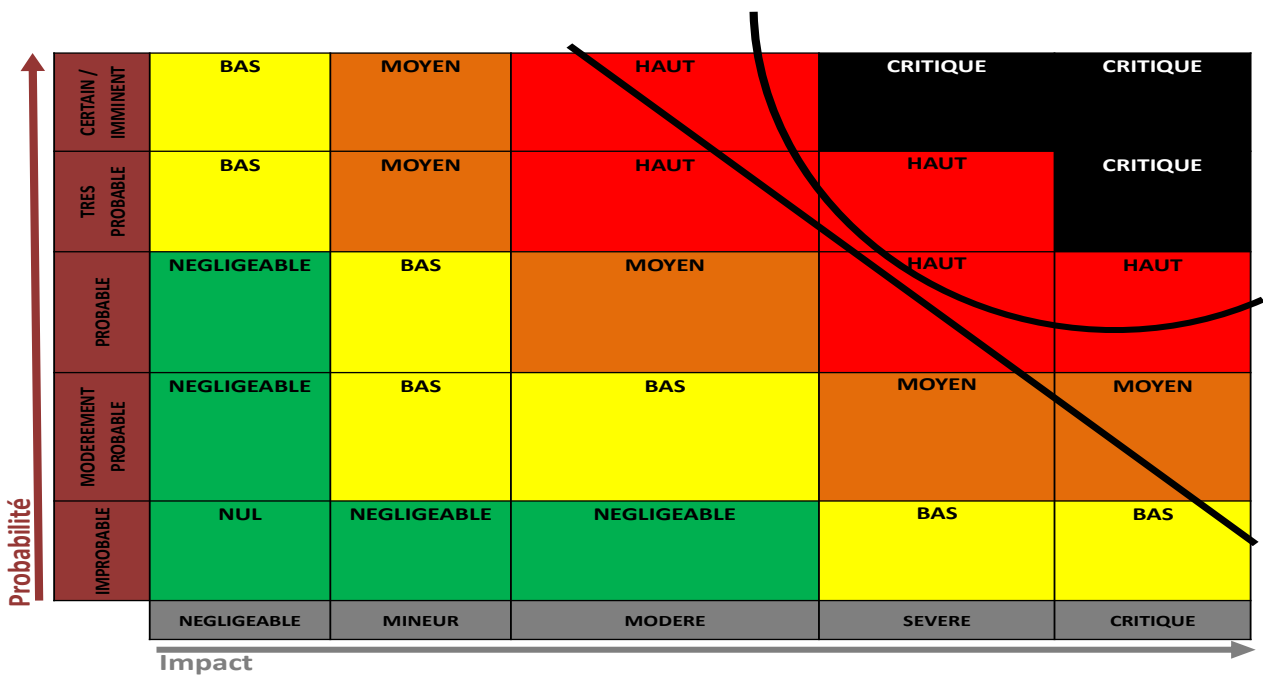 Probabilité
CERTAIN /
IMMINENT
BAS
MOYEN
HAUT
CRITIQUE
CRITIQUE
TRES
PROBABLE
BAS
MOYEN
HAUT
HAUT
CRITIQUE
PROBABLE
NEGLIGEABLE
BAS
MOYEN
HAUT
HAUT
MODEREMENT
PROBABLE
NEGLIGEABLE
BAS
BAS
MOYEN
MOYEN
IMPROBABLE
NUL
NEGLIGEABLE
NEGLIGEABLE
BAS
BAS
NEGLIGEABLE
MINEUR
MODERE
SEVERE
CRITIQUE
Impact